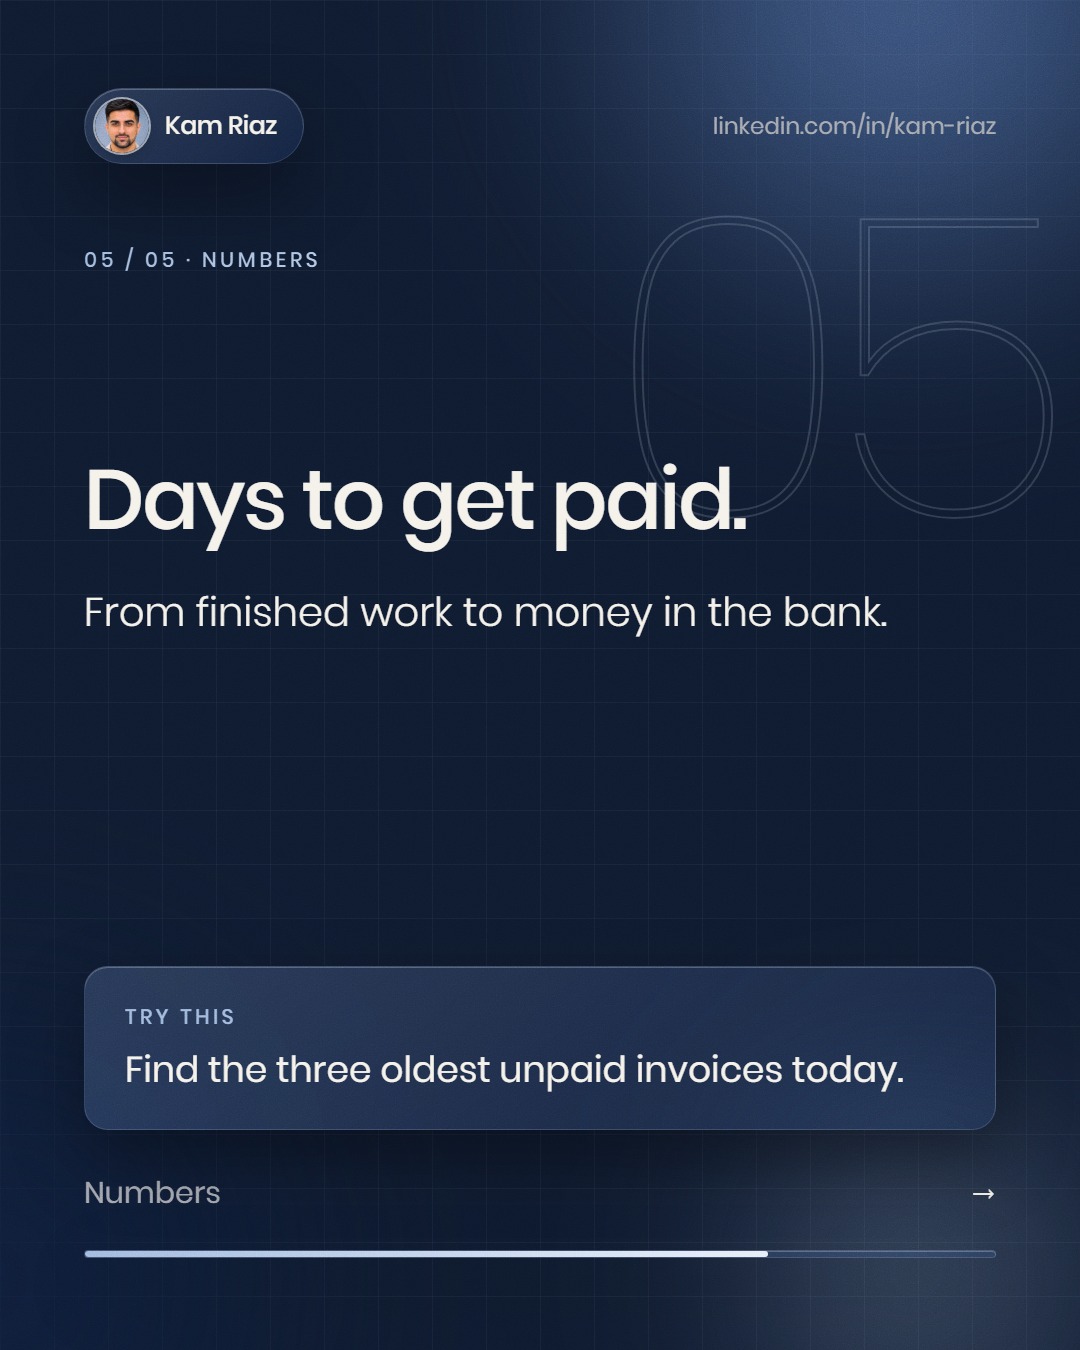 Kam Riaz
linkedin.com/in/kam-riaz
05 / 05 · NUMBERS
05
Days to get paid.
From finished work to money in the bank.
TRY THIS
Find the three oldest unpaid invoices today.
Numbers →